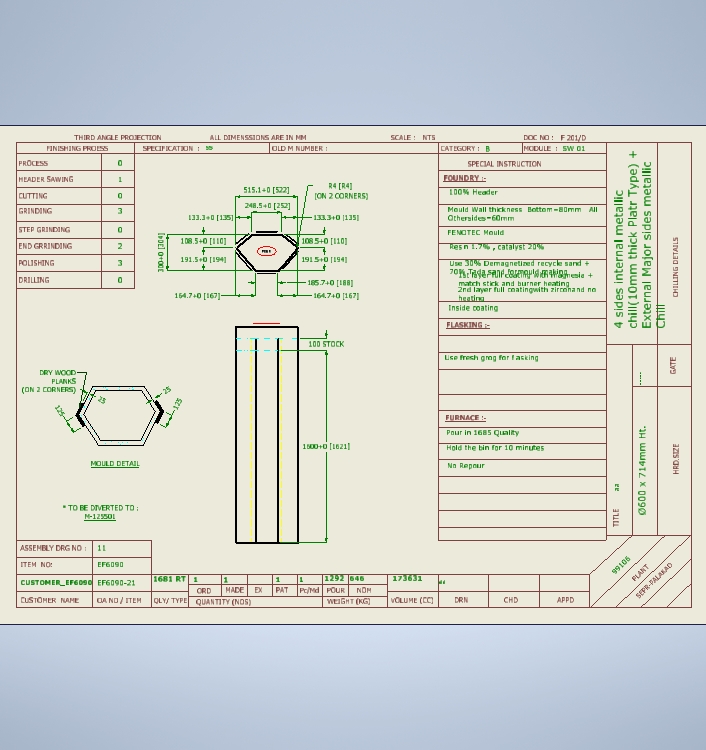 THIRD ANGLE PROJECTION ALL DIMENSSIONS ARE IN MM SCALE : NTS DOC NO : F 201/D
FINISHING PROESS SPECIFICATION : OLD M NUMBER : CATEGORY : B MODULE : SW 01
PROCESS 0
HEADER SAWING 1
CUTTING 0
GRINDING 3
STEP GRINDING 0
END GRINDING 2
POLISHING 3
DRILLING 0
515.1+0 [522]
248.5+0 [252]
R4 [R4]
(ON 2 CORNERS)
133.3+0 [135] 133.3+0 [135]
108.5+0 [110] 108.5+0 [110]
300+0 [304]
191.5+0 [194] 191.5+0 [194]
185.7+0 [188]
164.7+0 [167] 164.7+0 [167]
100 STOCK
1600+0 [1621]
DRY WOOD
PLANKS
(ON 2 CORNERS)
25 25
125 125
MOULD DETAIL
* TO BE DIVERTED TO :
M-125501
SPECIAL INSTRUCTION
FOUNDRY :-
100% Header
Mould Wall thickness Bottom=80mm All
Othersides=60mm
FENOTEC Mould
Resin 1.7% , catalyst 20%
Use 30% Damagnetized recycle sand +
70% Tada sand for mould making
1st layer full coating with magnesia +
match stick and burner heating
2nd layer full coatingwith zirconand no
heating
Inside coating
FLASKING :-
Use fresh grog for flasking
FURNACE :-
Pour in 1685 Quality
Hold the bin for 10 minutes
No Repour
4 sides internal metallic
chill(10mm thick Platr Type) +
External Major sides metallic
Chill
CHILLING DETAILS
GATE
.....
Ø600 x 714mm Ht.
HRD.SIZE
TITLE aa
99106
PLANT
SEPR-PALAKAD
ASSEMBLY DRG NO : 11
ITEM NO: EF6090
CUSTOMER_EF6090 EF6090-21 1681 RT 1 1 1 1 1292 646 173631
CUSTOMER NAME OA NO / ITEM QLY/ TYPE ORD MADE EX PAT Pc/Md POUR NOM
QUANTITY (NOS) WEIGHT (KG) VOLUME (CC) DRN CHD APPD